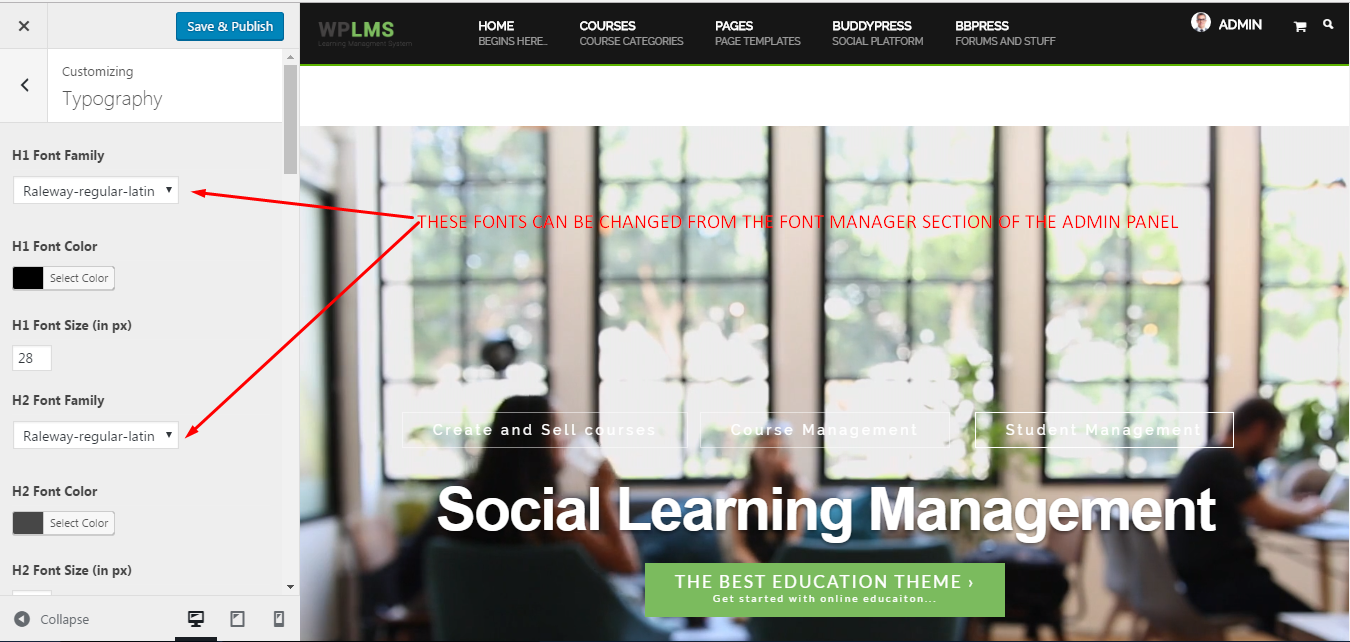 Save & Publish
Customizing
Typography
H1 Font Family
Raleway-regular-latin
H1 Font Color
Select Color
H1 Font Size (in px)
28
H2 Font Family
Raleway-regular-latin
H2 Font Color
Select Color
H2 Font Size (in px)
Collapse
WPLMS
Learning Managment System
HOME
BEGINS HERE..
COURSES
COURSE CATEGORIES
PAGES
PAGE TEMPLATES
BUDDYPRESS
SOCIAL PLATFORM
BBPRESS
FORUMS AND STUFF
ADMIN
THESE FONTS CAN BE CHANGED FROM THE FONT MANAGER SECTION OF THE ADMIN PANEL
Create and Sell courses
Course Management
Student Management
Social Learning Management
THE BEST EDUCATION THEME ›
Get started with online educaiton...